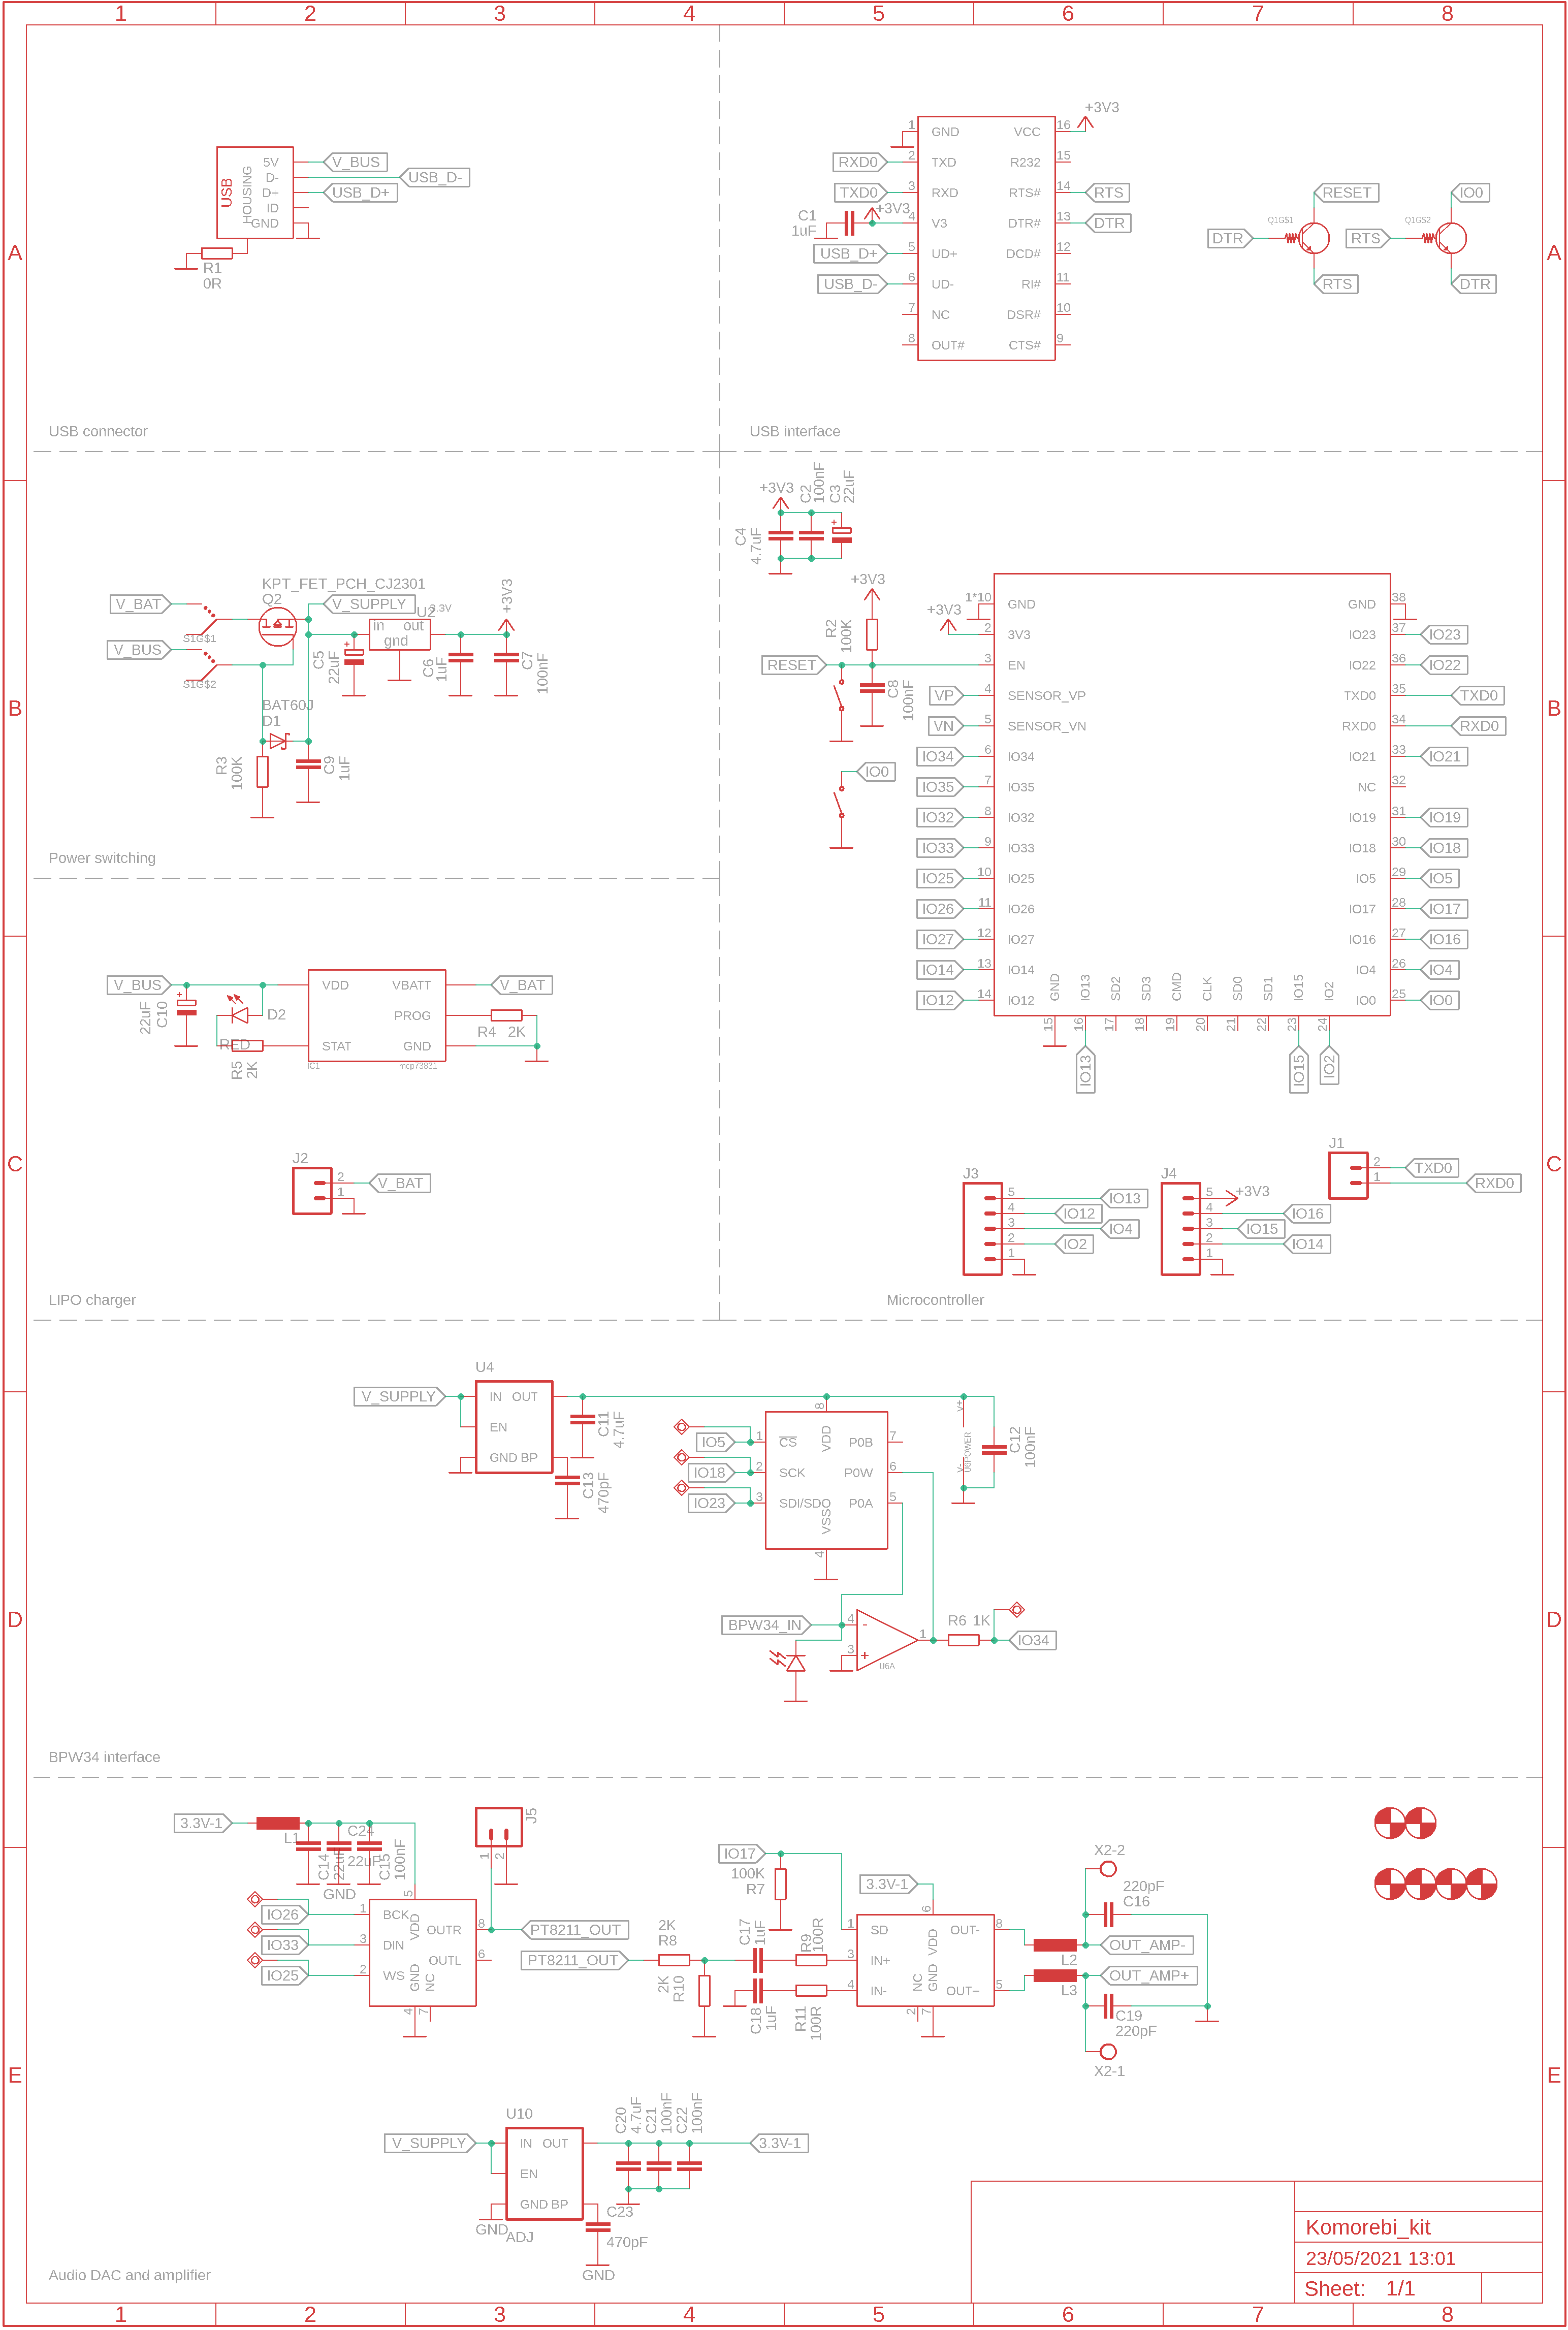 1 2 3 4 5 6 7 8
A
A
B
B
C
C
D
D
E
E
USB
HOUSING
5V
D-
D+
ID
GND
V_BUS
USB_D-
USB_D+
R1
0R
USB connector
+3V3
1 GND VCC 16
RXD0 2 TXD R232 15
TXD0 3 RXD RTS# 14 RTS
C1
1uF
+3V3
4 V3 DTR# 13 DTR
USB_D+ 5 UD+ DCD# 12
USB_D- 6 UD- RI# 11
7 NC DSR# 10
8 OUT# CTS# 9
RESET
Q1G$1
DTR
RTS
IO0
Q1G$2
RTS
DTR
USB interface
KPT_FET_PCH_CJ2301
Q2
V_BAT
S1G$1
V_BUS
S1G$2
V_SUPPLY
U2
3.3V
in out
gnd
+3V3
C5
22uF
C6
1uF
C7
100nF
BAT60J
D1
R3
100K
C9
1uF
Power switching
+3V3
C4
4.7uF
C2
100nF
C3
22uF
+3V3
R2
100K
RESET
C8
100nF
IO0
+3V3
1*10 GND GND 38
2 3V3 IO23 37 IO23
3 EN IO22 36 IO22
VP 4 SENSOR_VP TXD0 35 TXD0
VN 5 SENSOR_VN RXD0 34 RXD0
IO34 6 IO34 IO21 33 IO21
IO35 7 IO35 NC 32
IO32 8 IO32 IO19 31 IO19
IO33 9 IO33 IO18 30 IO18
IO25 10 IO25 IO5 29 IO5
IO26 11 IO26 IO17 28 IO17
IO27 12 IO27 IO16 27 IO16
IO14 13 IO14 IO4 26 IO4
IO12 14 IO12 IO0 25 IO0
GND IO13 SD2 SD3 CMD CLK SD0 SD1 IO15 IO2
15 16 17 18 19 20 21 22 23 24
IO13 IO15 IO2
V_BUS
22uF
C10
D2
RED
R5
2K
VDD VBATT
PROG
STAT GND
IC1 mcp73831
V_BAT
R4 2K
J2
2 V_BAT
1
LIPO charger
J3
5 IO13
4 IO12
3 IO4
2 IO2
1
J4
5 +3V3
4 IO16
3 IO15
2 IO14
1
J1
2 TXD0
1 RXD0
Microcontroller
U4
V_SUPPLY
IN OUT
EN
GND BP
C11
4.7uF
C13
470pF
IO5 1 CS
IO18 2 SCK
IO23 3 SDI/SDO
8
VDD
VSS
4
P0B 7
P0W 6
P0A 5
V+
V-
U6POWER
C12
100nF
BPW34_IN
4 -
3 +
1
U6A
R6 1K
IO34
BPW34 interface
3.3V-1
L1
C14
22uF
C24
22uF
C15
100nF
GND
J5
1 2
IO26 1 BCK
IO33 3 DIN
IO25 2 WS
5
VDD
GND
NC
4 7
OUTR 8
OUTL 6
PT8211_OUT
PT8211_OUT
2K
R8
2K
R10
C17
1uF
C18
1uF
R9
100R
R11
100R
IO17
100K
R7
3.3V-1
6
1 SD
3 IN+
4 IN-
NC
GND VDD
2 7
OUT- 8
OUT+ 5
L2
L3
X2-2
220pF
C16
OUT_AMP-
OUT_AMP+
C19
220pF
X2-1
U10
V_SUPPLY
IN OUT
EN
GND BP
GND
ADJ
C20
4.7uF
C21
100nF
C22
100nF
3.3V-1
C23
470pF
GND
Audio DAC and amplifier
Komorebi_kit
23/05/2021 13:01
Sheet: 1/1
1 2 3 4 5 6 7 8